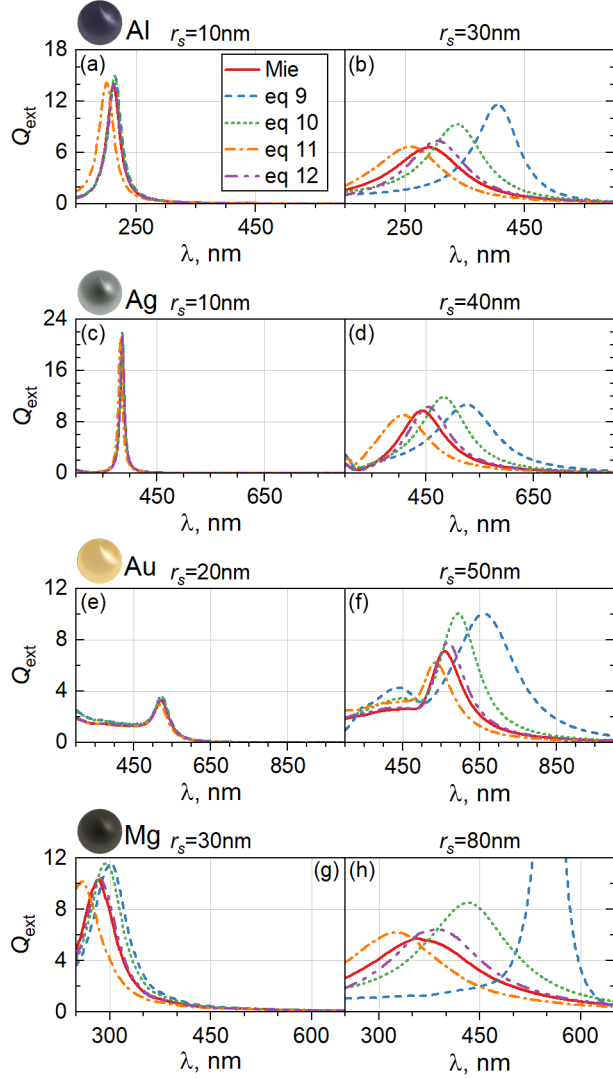 Al r_s=10nm r_s=30nm
(a) (b)
Mie
eq 9
eq 10
eq 11
eq 12
Q_ext
18
12
6
0
250 450 250 450
λ, nm λ, nm
Ag r_s=10nm r_s=40nm
(c) (d)
Q_ext
24
16
8
0
450 650 450 650
λ, nm λ, nm
Au r_s=20nm r_s=50nm
(e) (f)
Q_ext
12
8
4
0
450 650 850 450 650 850
λ, nm λ, nm
Mg r_s=30nm r_s=80nm
(g) (h)
Q_ext
12
8
4
0
300 450 600 300 450 600
λ, nm λ, nm